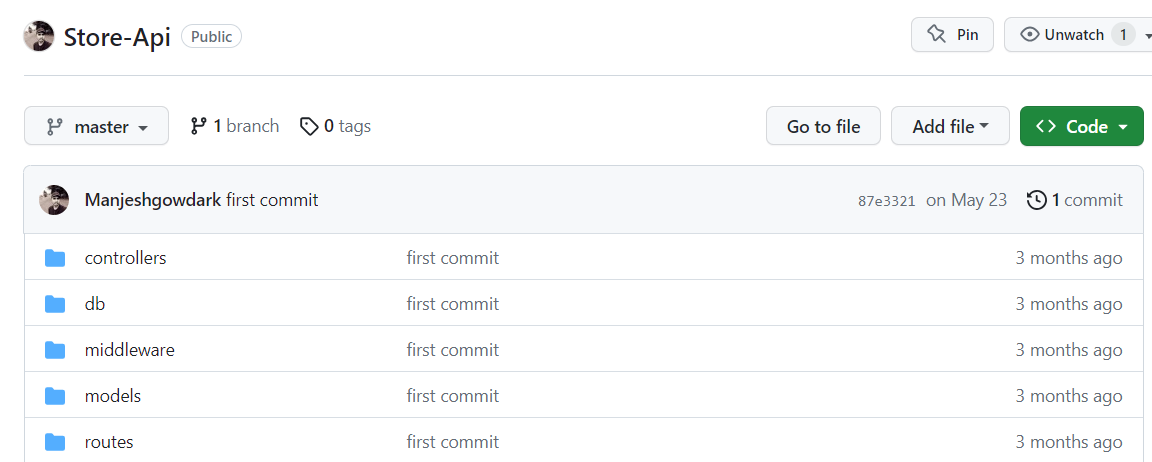 Store-Api Public Pin Unwatch 1
master 1 branch 0 tags Go to file Add file Code
Manjeshgowdark first commit 87e3321 on May 23 1 commit
controllers first commit 3 months ago
db first commit 3 months ago
middleware first commit 3 months ago
models first commit 3 months ago
routes first commit 3 months ago